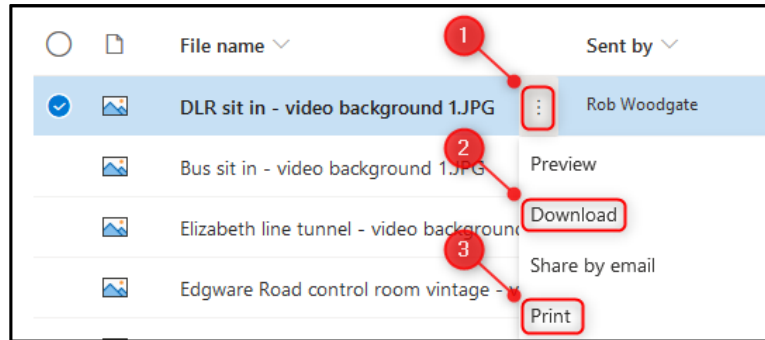 File name Sent by
1
DLR sit in - video background 1.JPG Rob Woodgate
2
Bus sit in - video background 1.JPG Preview
Download
Elizabeth line tunnel - video background
3
Share by email
Edgware Road control room vintage -
Print